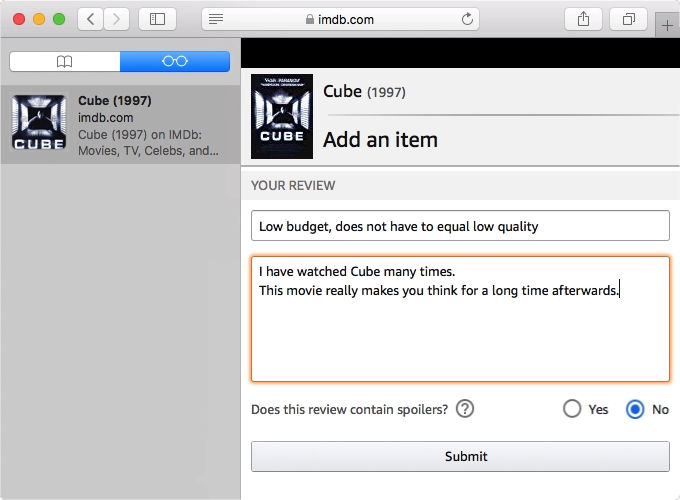 imdb.com
Cube (1997)
imdb.com
Cube (1997) on IMDb:
Movies, TV, Celebs, and...
CUBE
CUBE
Cube (1997)
Add an item
YOUR REVIEW
Low budget, does not have to equal low quality
I have watched Cube many times.
This movie really makes you think for a long time afterwards.
Does this review contain spoilers? ?
Yes
No
Submit